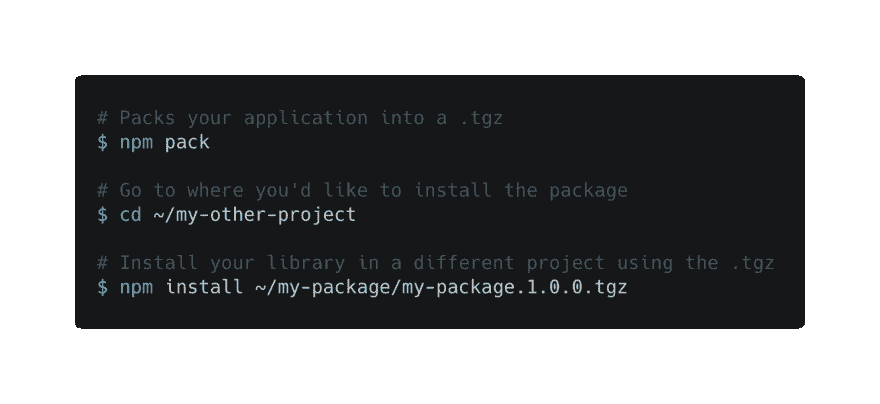 # Packs your application into a .tgz
$ npm pack
# Go to where you'd like to install the package
$ cd ~/my-other-project
# Install your library in a different project using the .tgz
$ npm install ~/my-package/my-package.1.0.0.tgz